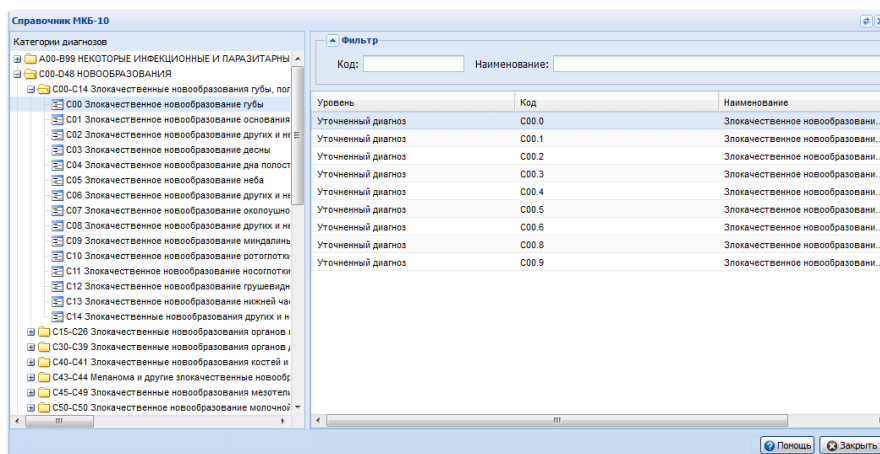 Справочник МКБ-10
Категории диагнозов
A00-B99 НЕКОТОРЫЕ ИНФЕКЦИОННЫЕ И ПАРАЗИТАРНЫ
C00-D48 НОВООБРАЗОВАНИЯ
C00-C14 Злокачественные новообразования губы, пол
C00 Злокачественное новообразование губы
C01 Злокачественное новообразование основания
C02 Злокачественное новообразование других и не
C03 Злокачественное новообразование десны
C04 Злокачественное новообразование дна полост
C05 Злокачественное новообразование неба
C06 Злокачественное новообразование других и не
C07 Злокачественное новообразование околоушно
C08 Злокачественное новообразование других и не
C09 Злокачественное новообразование миндалины
C10 Злокачественное новообразование ротоглотки
C11 Злокачественное новообразование носоглотки
C12 Злокачественное новообразование грушевидн
C13 Злокачественное новообразование нижней час
C14 Злокачественные новообразования других и н
C15-C26 Злокачественные новообразования органов
C30-C39 Злокачественные новообразования органов
C40-C41 Злокачественные новообразования костей и
C43-C44 Меланома и другие злокачественные новообр
C45-C49 Злокачественные новообразования мезотели
C50-C50 Злокачественное новообразование молочной
Фильтр
Код: Наименование:
Уровень Код Наименование
Уточненный диагноз C00.0 Злокачественное новообразовани...
Уточненный диагноз C00.1 Злокачественное новообразовани...
Уточненный диагноз C00.2 Злокачественное новообразовани...
Уточненный диагноз C00.3 Злокачественное новообразовани...
Уточненный диагноз C00.4 Злокачественное новообразовани...
Уточненный диагноз C00.5 Злокачественное новообразовани...
Уточненный диагноз C00.6 Злокачественное новообразовани...
Уточненный диагноз C00.8 Злокачественное новообразовани...
Уточненный диагноз C00.9 Злокачественное новообразовани...
Помощь Закрыть